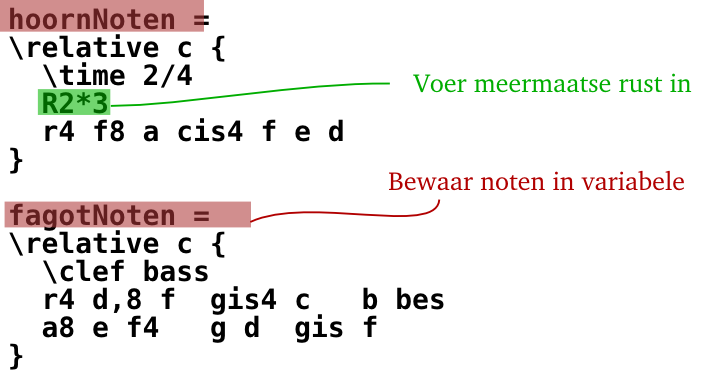 hoornNoten =
\relative c {
\time 2/4
R2*3
Voer meermaatse rust in
r4 f8 a cis4 f e d
}
Bewaar noten in variabele
fagotNoten =
\relative c {
\clef bass
r4 d,8 f gis4 c b bes
a8 e f4 g d gis f
}